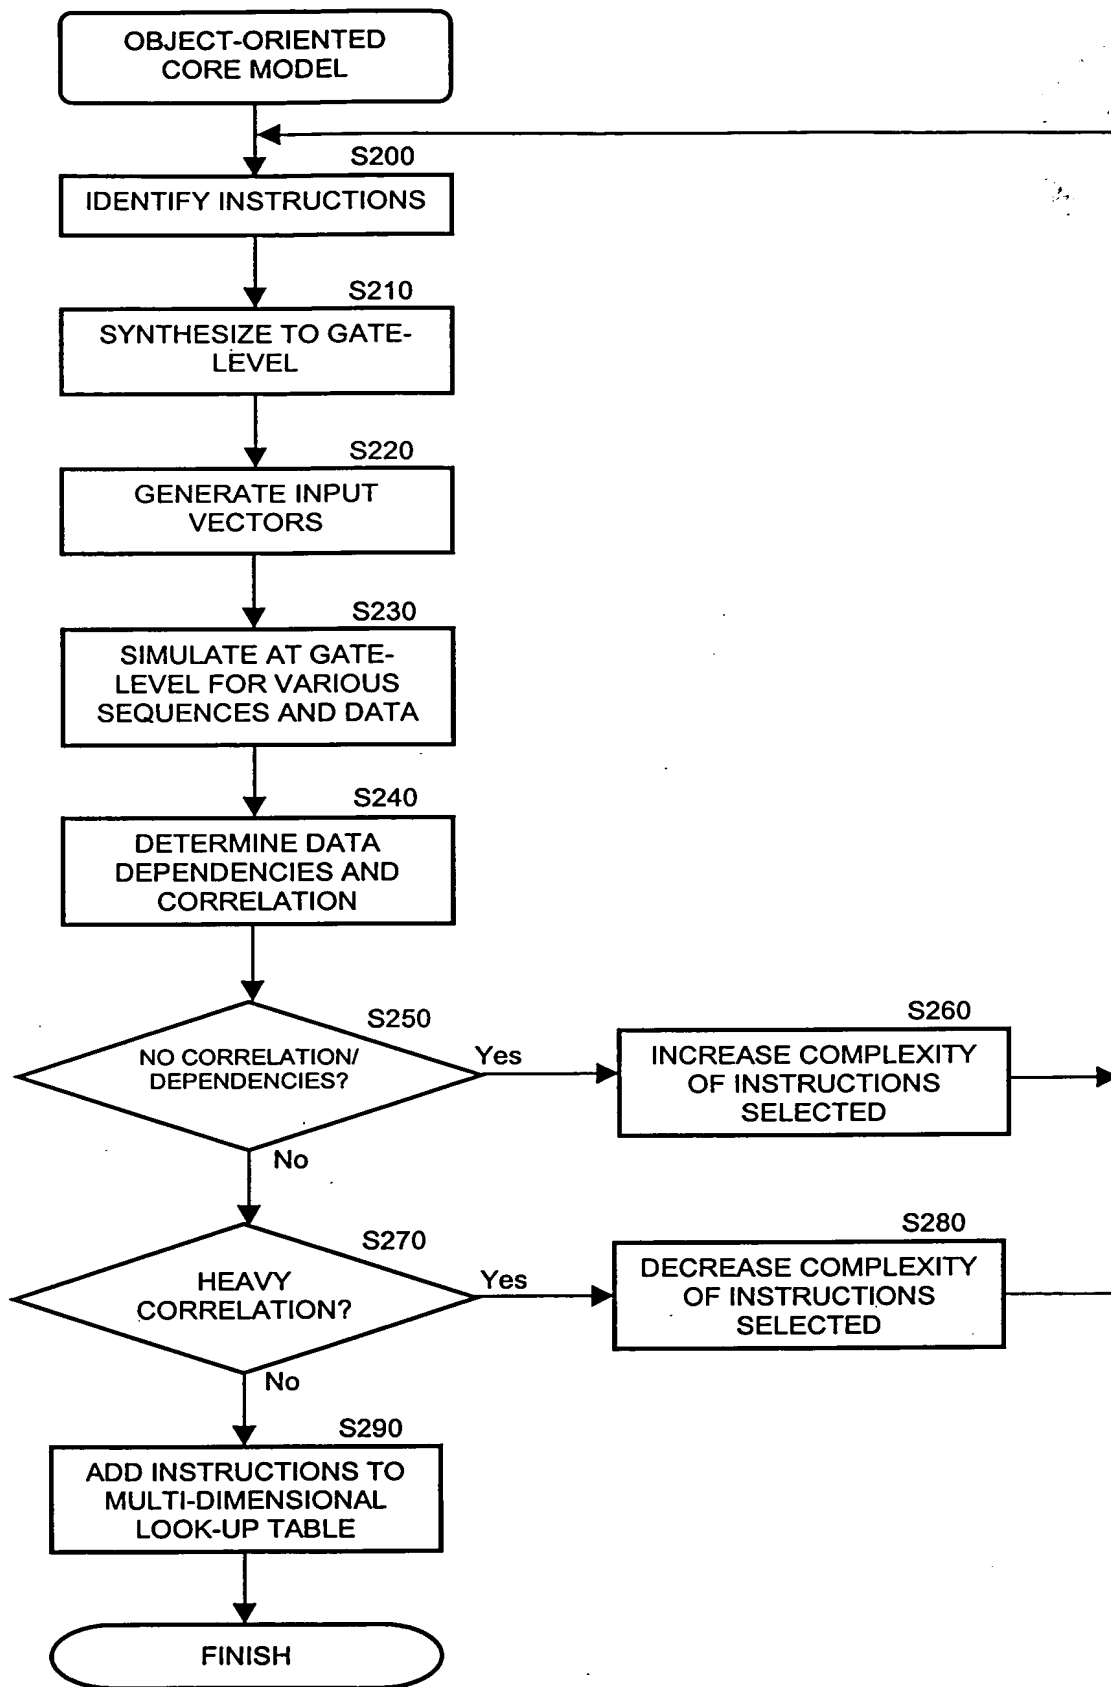 OBJECT-ORIENTED
CORE MODEL
S200
IDENTIFY INSTRUCTIONS
S210
SYNTHESIZE TO GATE-
LEVEL
S220
GENERATE INPUT
VECTORS
S230
SIMULATE AT GATE-
LEVEL FOR VARIOUS
SEQUENCES AND DATA
S240
DETERMINE DATA
DEPENDENCIES AND
CORRELATION
S250
NO CORRELATION/
DEPENDENCIES?
Yes
S260
INCREASE COMPLEXITY
OF INSTRUCTIONS
SELECTED
No
S270
HEAVY
CORRELATION?
Yes
S280
DECREASE COMPLEXITY
OF INSTRUCTIONS
SELECTED
No
S290
ADD INSTRUCTIONS TO
MULTI-DIMENSIONAL
LOOK-UP TABLE
FINISH